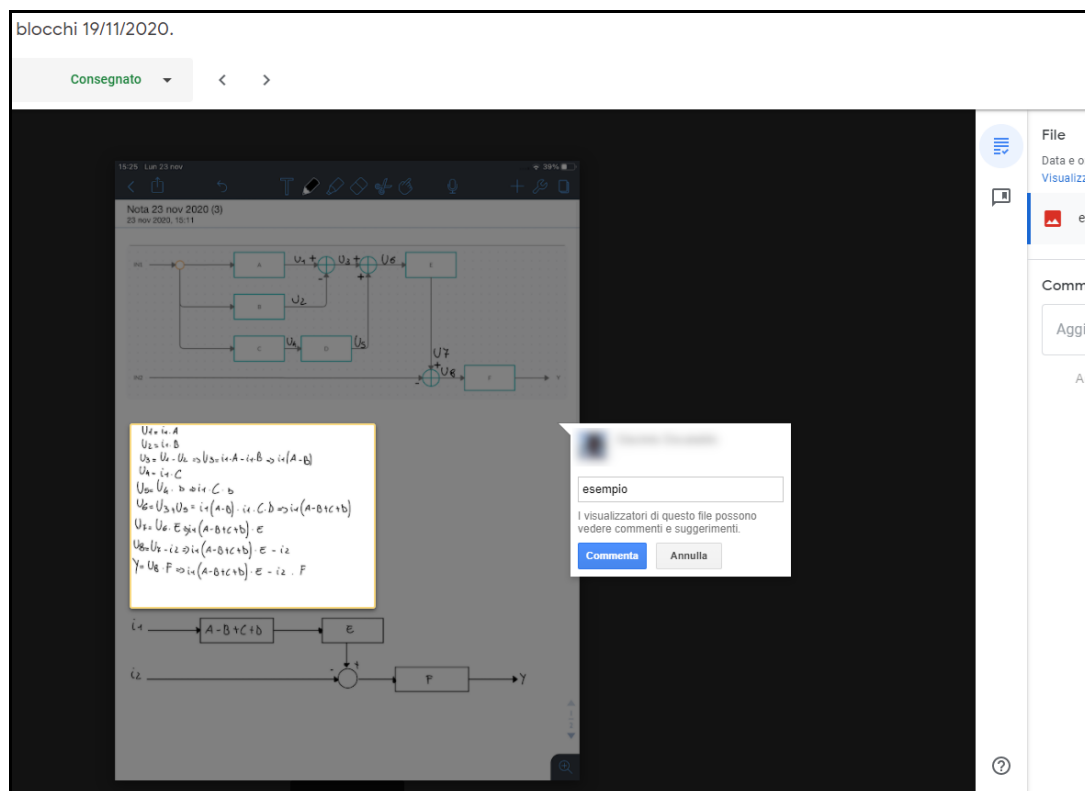 blocchi 19/11/2020.
Consegnato
File
Data e o
Visualizz
e
Comm
Aggi
A
15:25 Lun 23 nov
39%
Nota 23 nov 2020 (3)
23 nov 2020, 15:11
IN1
A
U1 +
U3 +
U6
E
-
+
B
U2
C
U4
D
U5
U7
+
U8
IN2
-
F
Y
U1= i1.A
U2= i1.B
U3= U1-U2 => U3= i1.A - i1.B => i1(A-B)
U4= i1.C
U5= U4. D => i1.C.D
U6= U3+U5 = i1(A-B). i1.C.D => i1(A-B+C+D)
U7= U6.E => i1(A-B+C+D).E
U8= U7 - i2 => i1(A-B+C+D).E - i2
Y= U8.F => i1(A-B+C+D).E - i2 . F
esempio
I visualizzatori di questo file possono
vedere commenti e suggerimenti.
Commenta
Annulla
i1
A-B+C+D
E
- +
i2
F
Y